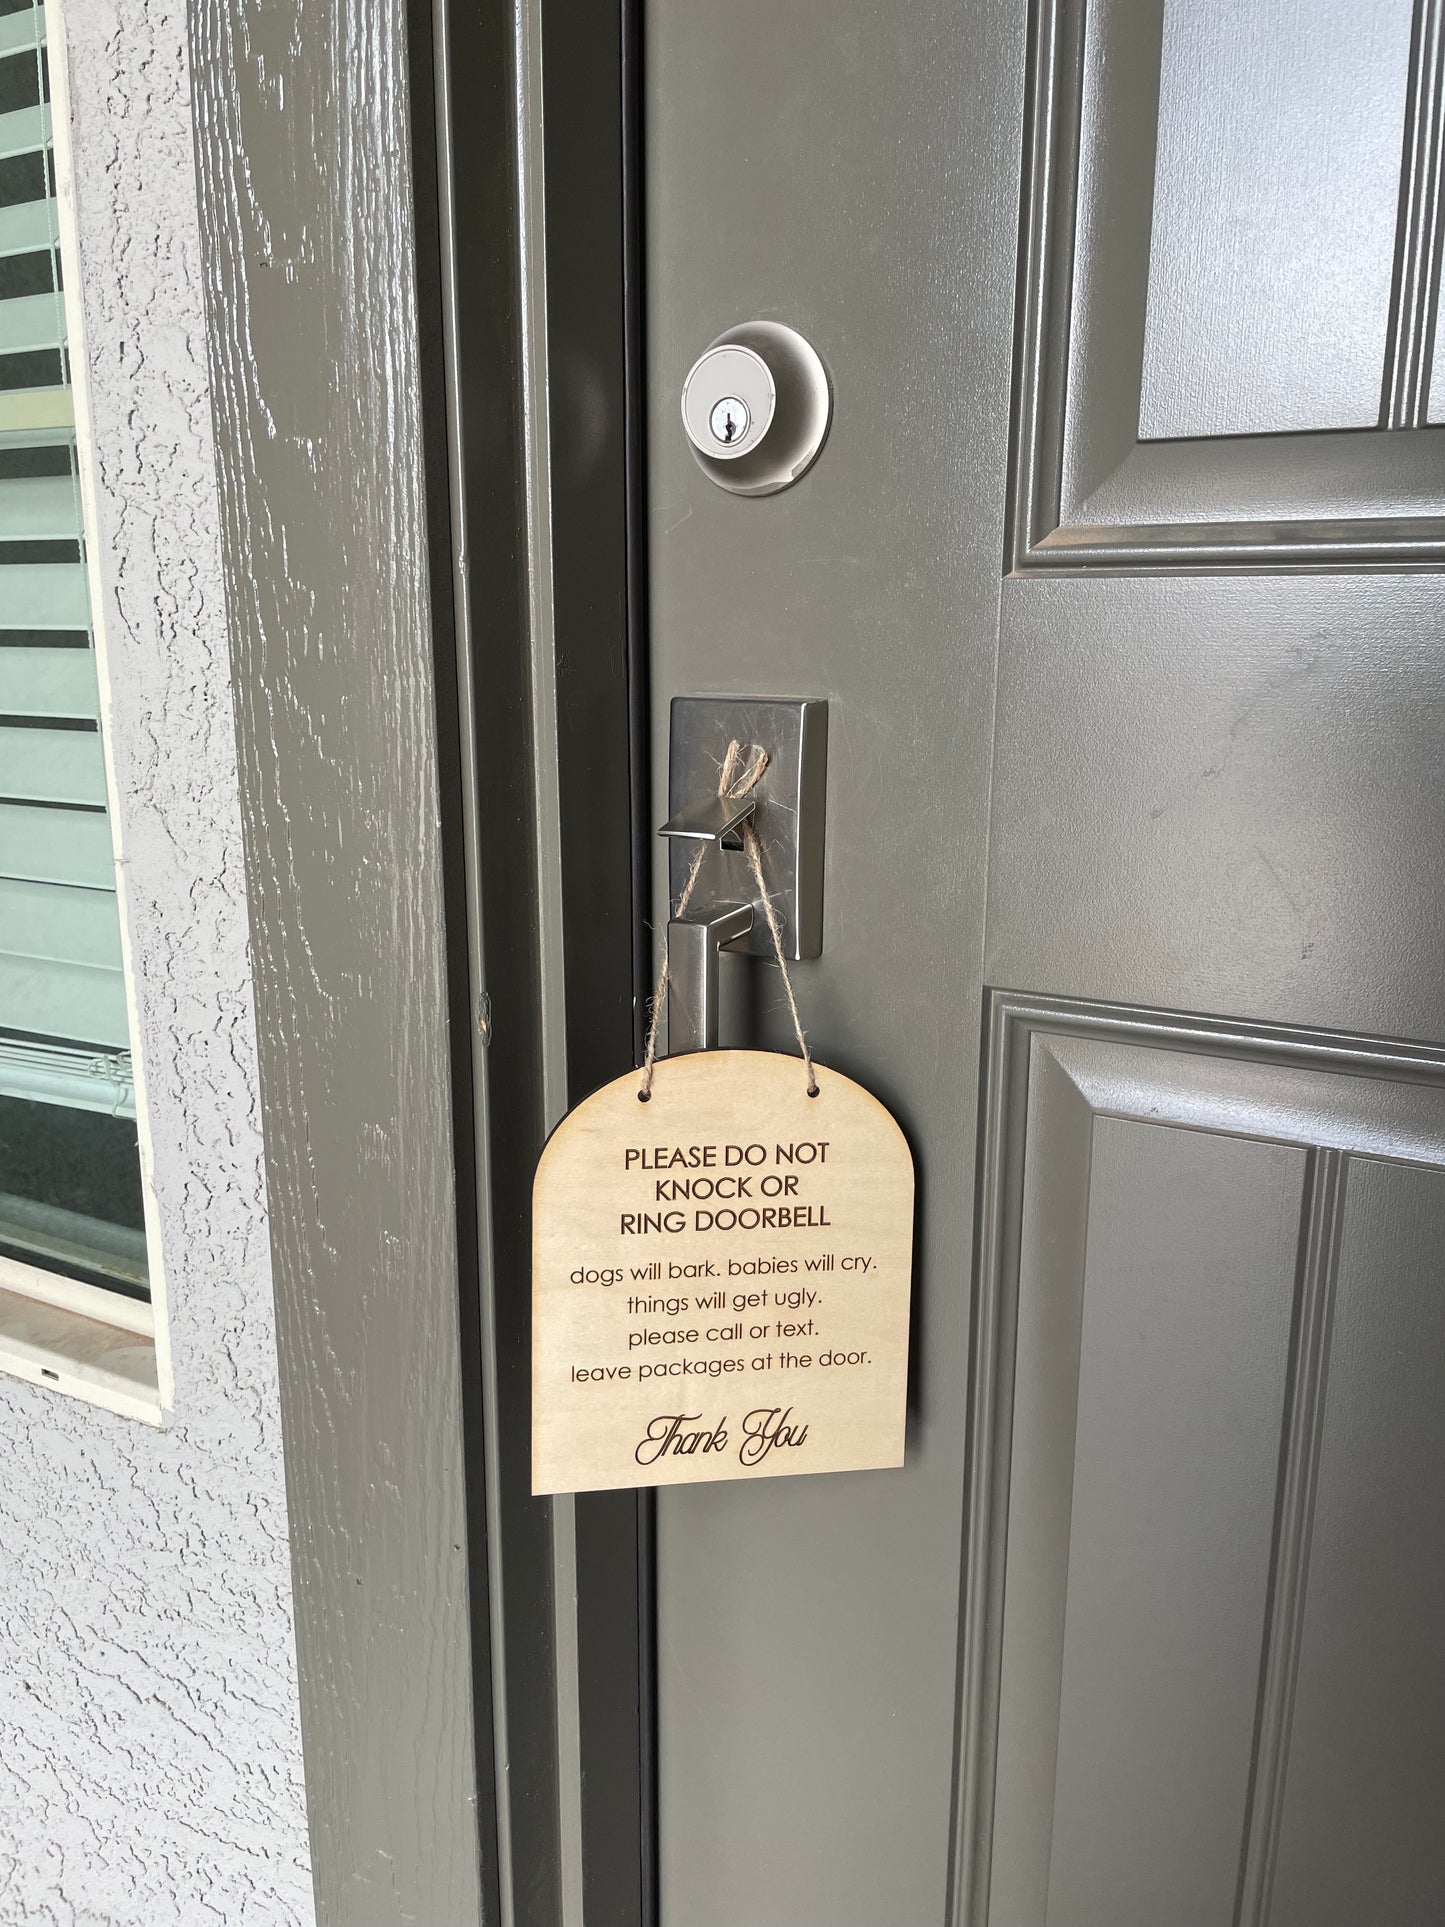 PLEASE DO NOT
KNOCK OR
RING DOORBELL
dogs will bark. babies will cry.
things will get ugly.
please call or text.
leave packages at the door.
Thank You